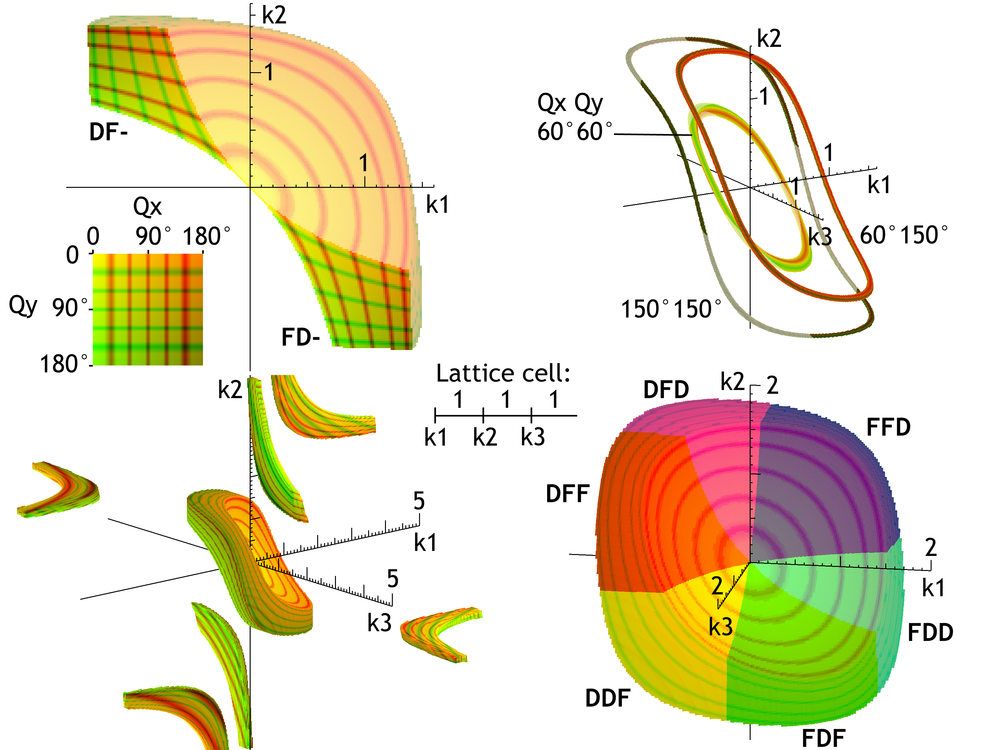 k2
1
1
k1
DF-
FD-
Qx
0 90° 180°
0
Qy 90°
180°
k2
1
Qx Qy
60°60°
1
k1
1
k3
60°150°
150°150°
Lattice cell:
1 1 1
k1 k2 k3
k2
5
k1
5
k3
DFD
k2 2
FFD
DFF
2
k1
2
k3
FDD
DDF
FDF